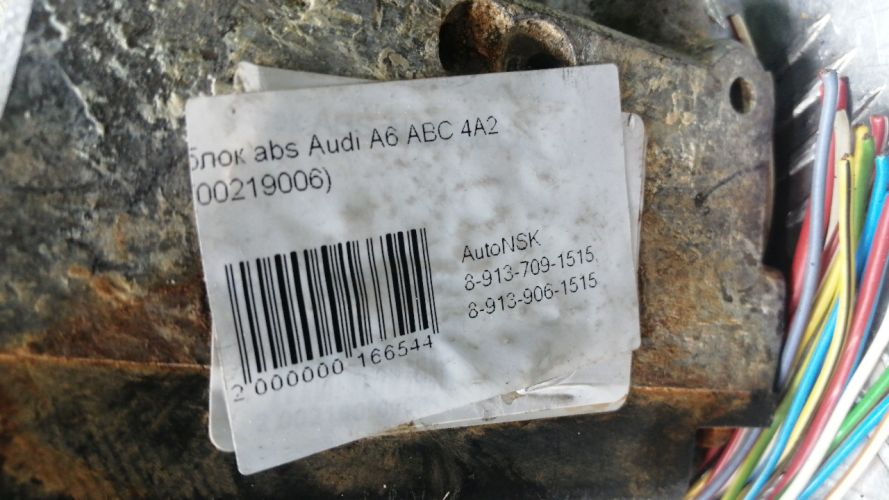 блок abs Audi A6 ABC 4A2
00219006)
AutoNSK
8-913-709-1515
8-913-906-1515
2 000000 166544